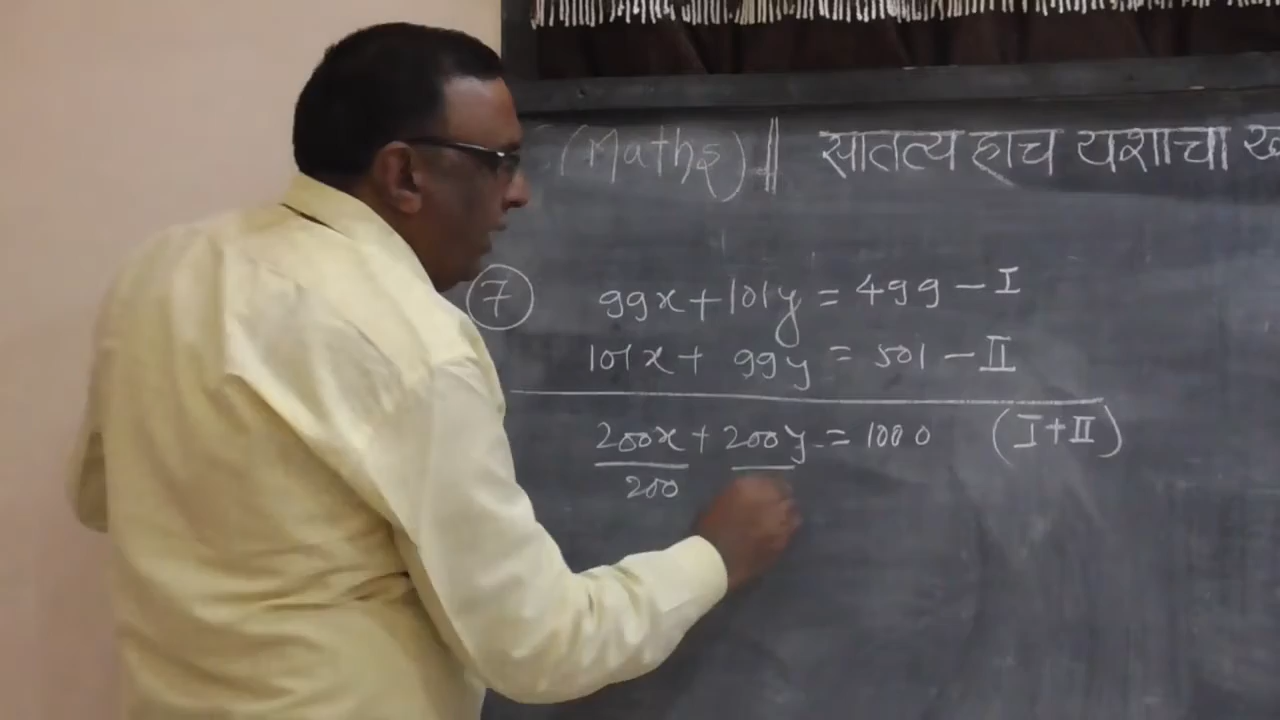 (Maths) || सातत्य हाच यशाचा
7 99x + 101y = 499 - I
101x + 99y = 501 - II
200x + 200y = 1000 (I + II)
200